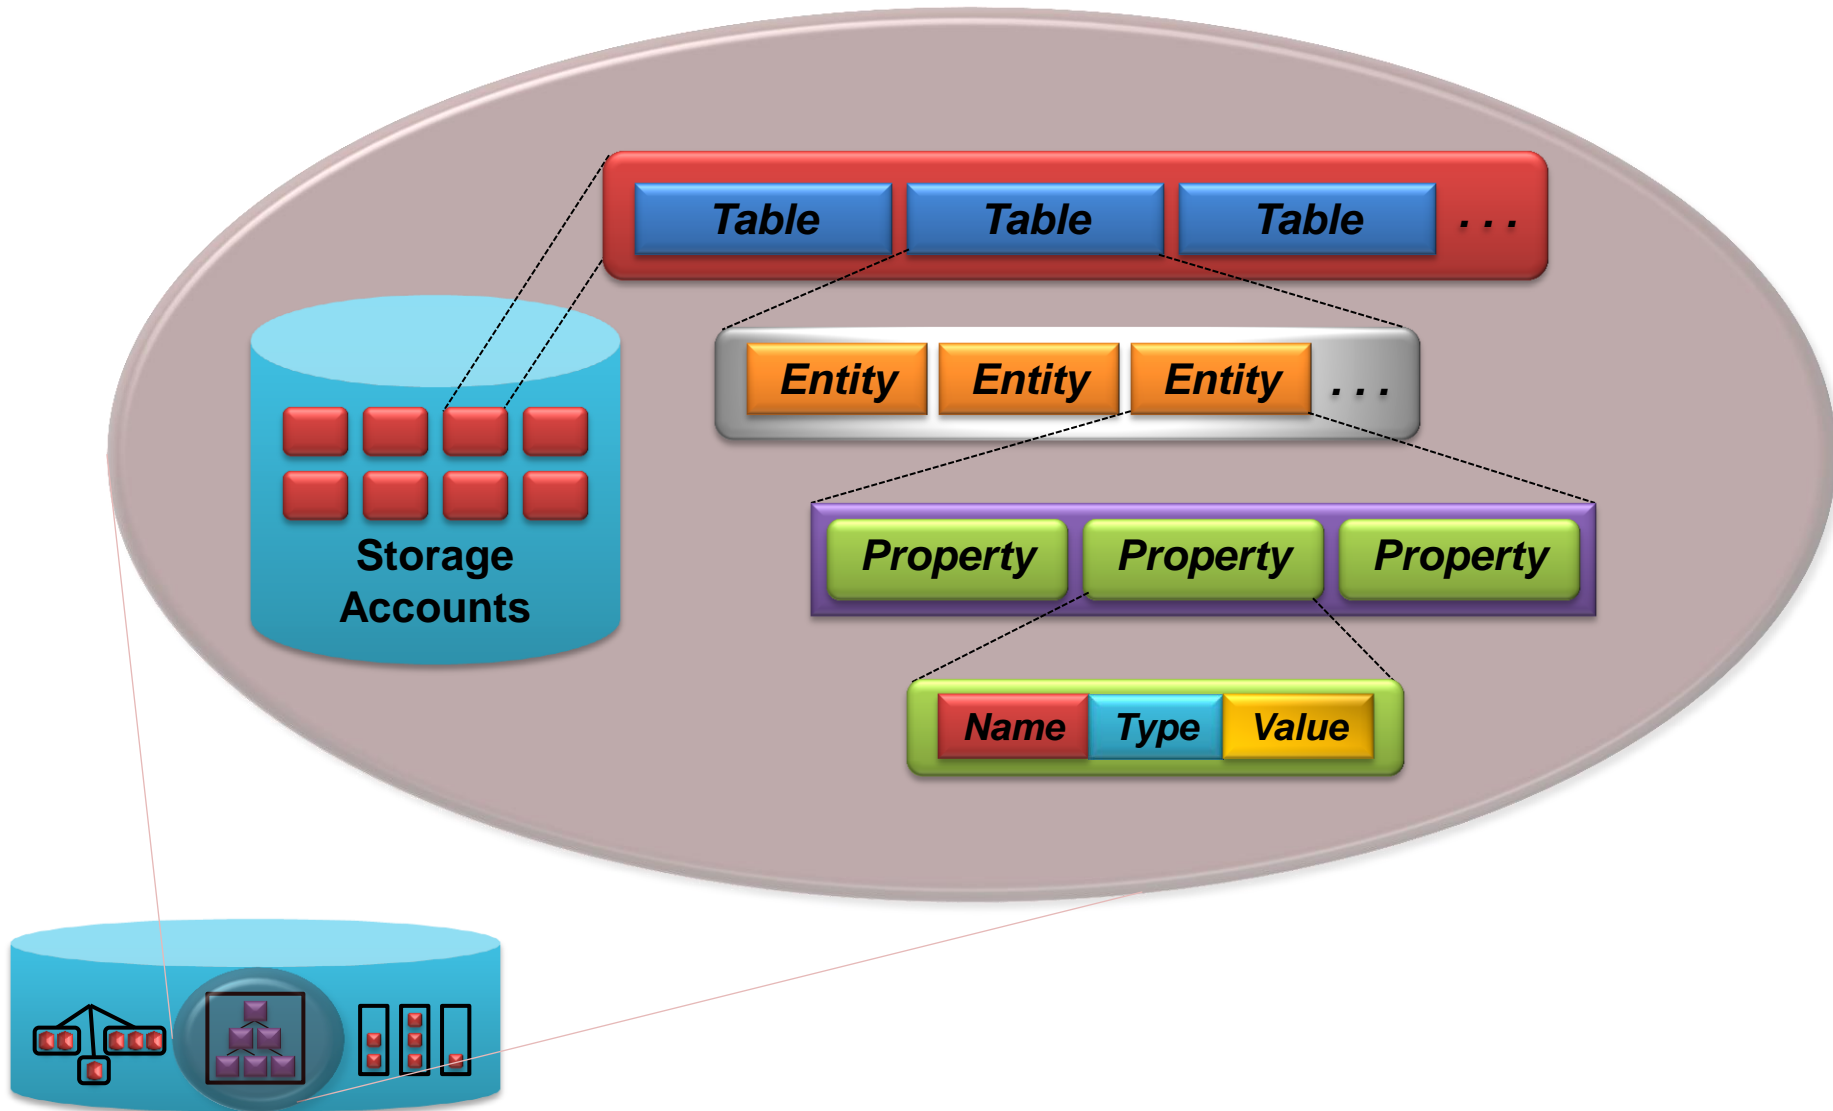 Table Table Table . . .
Entity Entity Entity . . .
Storage
Accounts
Property Property Property
Name Type Value